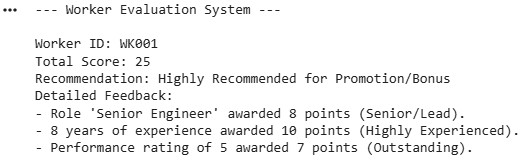 --- Worker Evaluation System ---
Worker ID: WK001
Total Score: 25
Recommendation: Highly Recommended for Promotion/Bonus
Detailed Feedback:
- Role 'Senior Engineer' awarded 8 points (Senior/Lead).
- 8 years of experience awarded 10 points (Highly Experienced).
- Performance rating of 5 awarded 7 points (Outstanding).